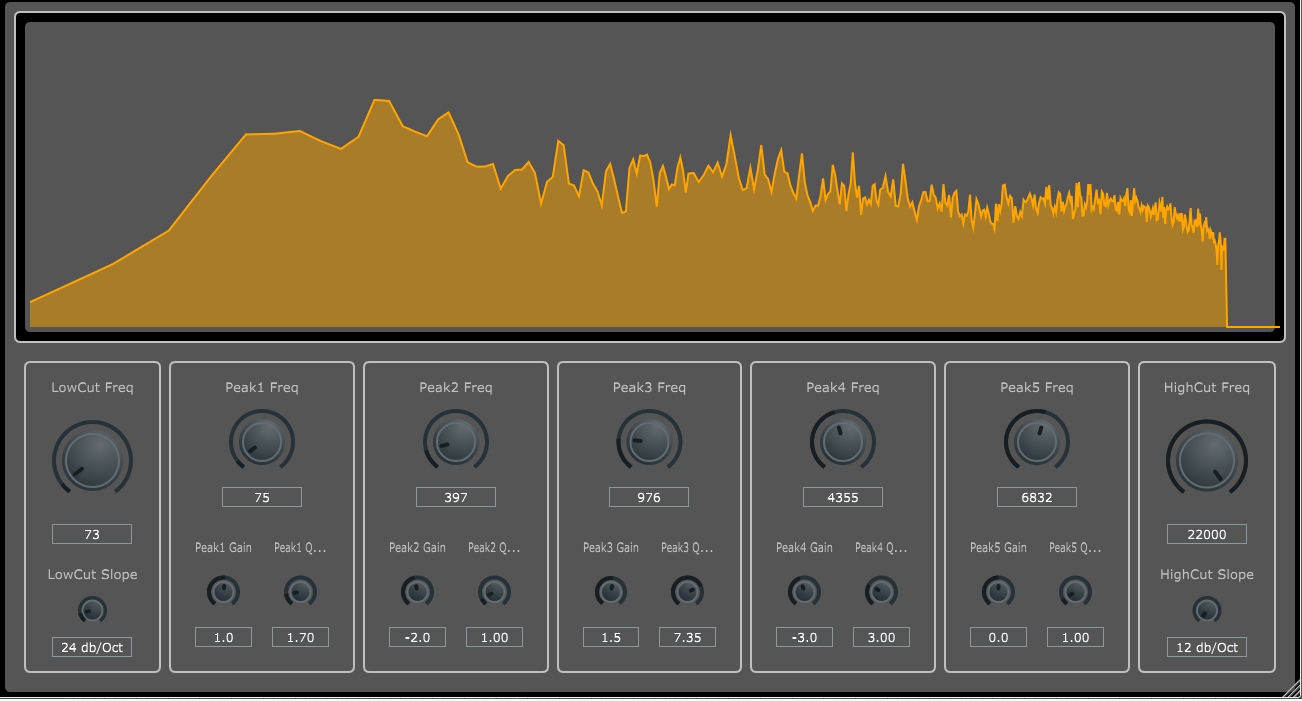 LowCut Freq
73
LowCut Slope
24 db/Oct
Peak1 Freq
75
Peak1 Gain
Peak1 Q...
1.0
1.70
Peak2 Freq
397
Peak2 Gain
Peak2 Q...
-2.0
1.00
Peak3 Freq
976
Peak3 Gain
Peak3 Q...
1.5
7.35
Peak4 Freq
4355
Peak4 Gain
Peak4 Q...
-3.0
3.00
Peak5 Freq
6832
Peak5 Gain
Peak5 Q...
0.0
1.00
HighCut Freq
22000
HighCut Slope
12 db/Oct